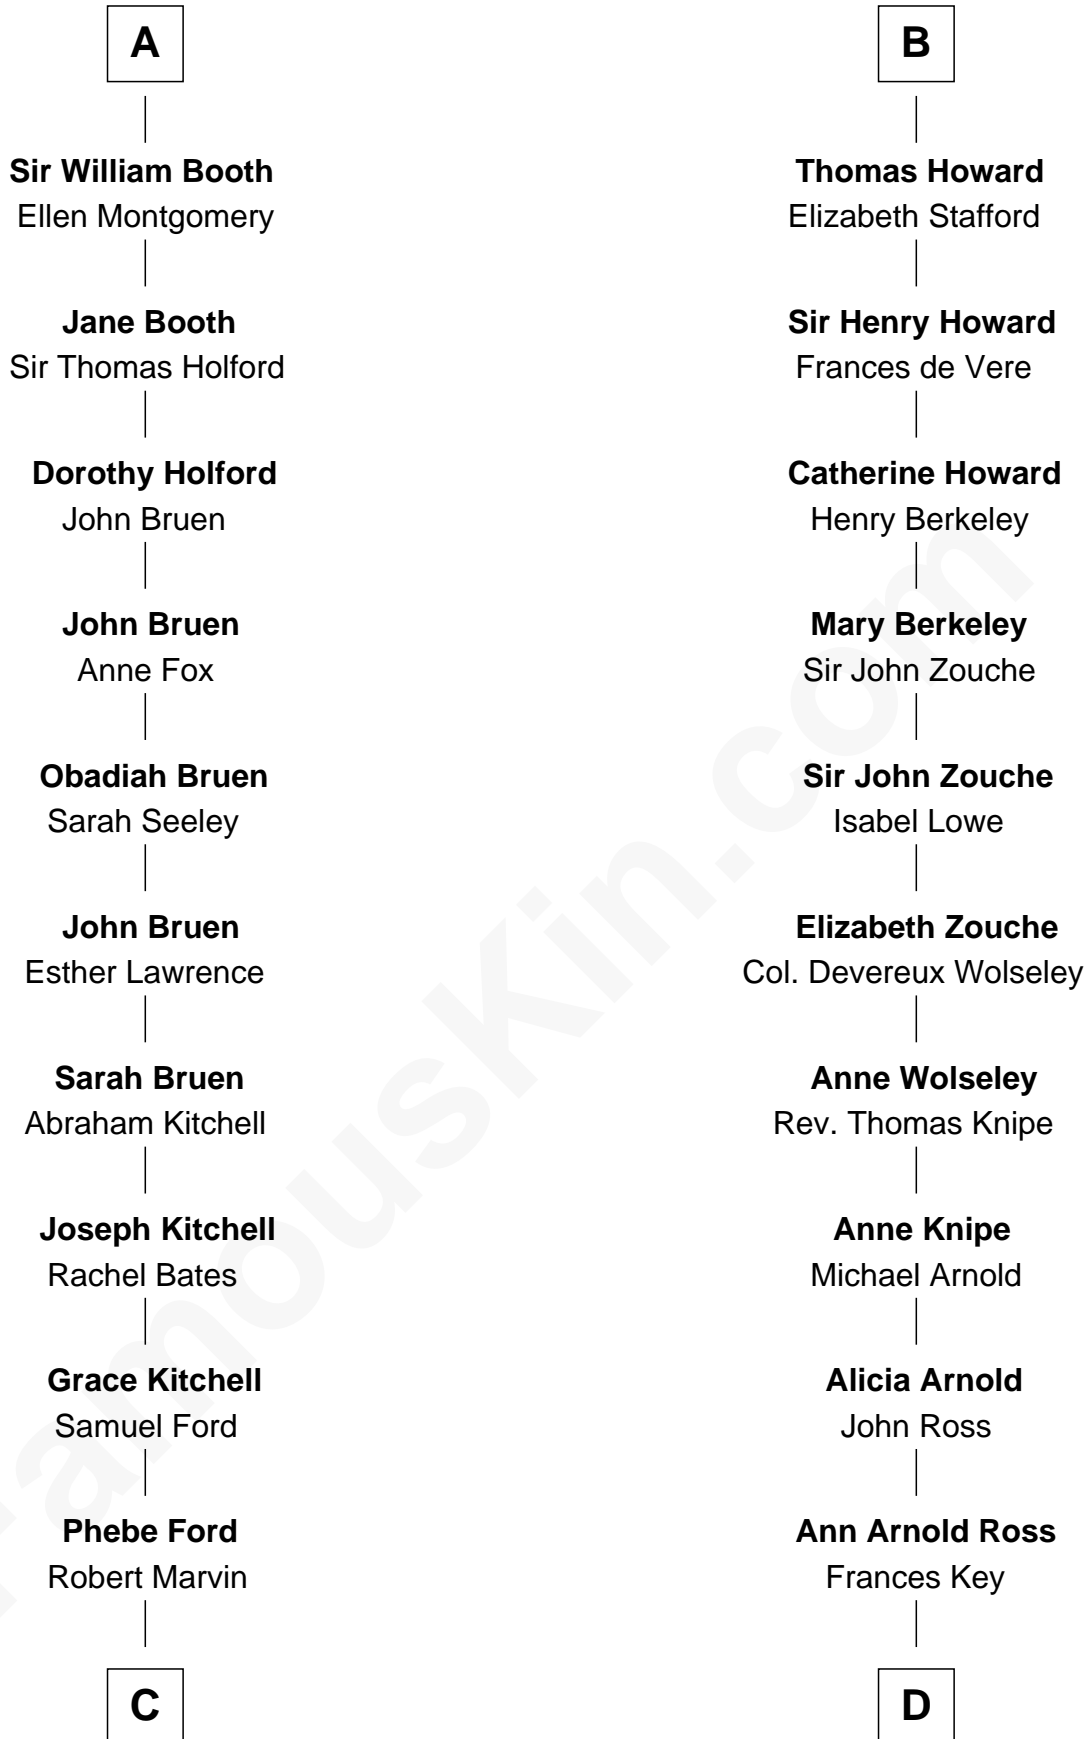 A
Sir William Booth
Ellen Montgomery
Jane Booth
Sir Thomas Holford
Dorothy Holford
John Bruen
John Bruen
Anne Fox
Obadiah Bruen
Sarah Seeley
John Bruen
Esther Lawrence
Sarah Bruen
Abraham Kitchell
Joseph Kitchell
Rachel Bates
Grace Kitchell
Samuel Ford
Phebe Ford
Robert Marvin
C
B
Thomas Howard
Elizabeth Stafford
Sir Henry Howard
Frances de Vere
Catherine Howard
Henry Berkeley
Mary Berkeley
Sir John Zouche
Sir John Zouche
Isabel Lowe
Elizabeth Zouche
Col. Devereux Wolseley
Anne Wolseley
Rev. Thomas Knipe
Anne Knipe
Michael Arnold
Alicia Arnold
John Ross
Ann Arnold Ross
Frances Key
D
FamousKin.com